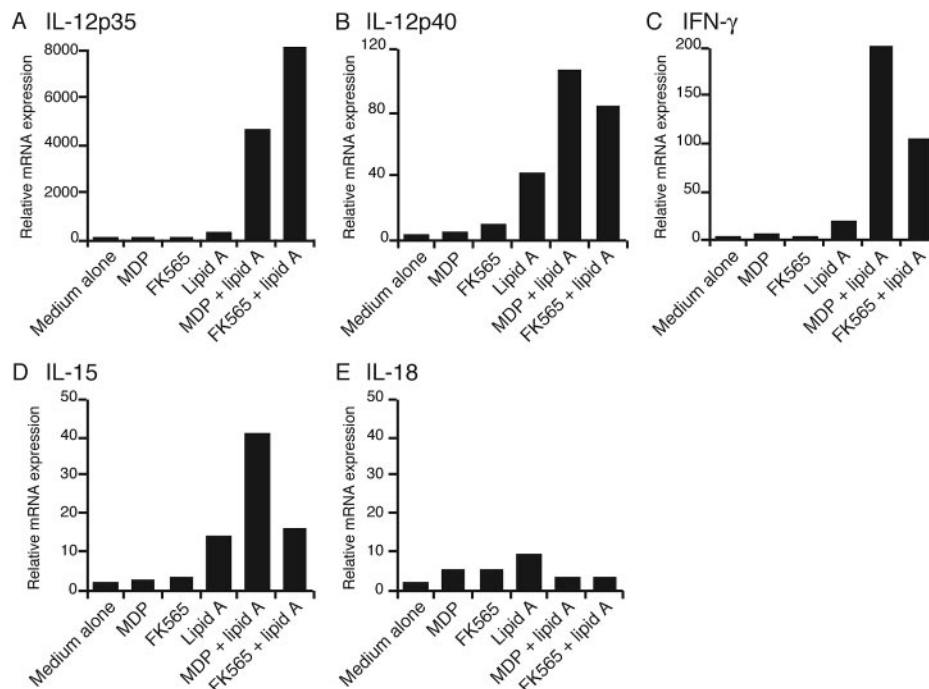 A IL-12p35
Relative mRNA expression
8000
6000
4000
2000
0
Medium alone
MDP
FK565
Lipid A
MDP + lipid A
FK565 + lipid A
B IL-12p40
Relative mRNA expression
120
80
40
0
Medium alone
MDP
FK565
Lipid A
MDP + lipid A
FK565 + lipid A
C IFN-γ
Relative mRNA expression
200
150
100
50
0
Medium alone
MDP
FK565
Lipid A
MDP + lipid A
FK565 + lipid A
D IL-15
Relative mRNA expression
50
40
30
20
10
0
Medium alone
MDP
FK565
Lipid A
MDP + lipid A
FK565 + lipid A
E IL-18
Relative mRNA expression
50
40
30
20
10
0
Medium alone
MDP
FK565
Lipid A
MDP + lipid A
FK565 + lipid A